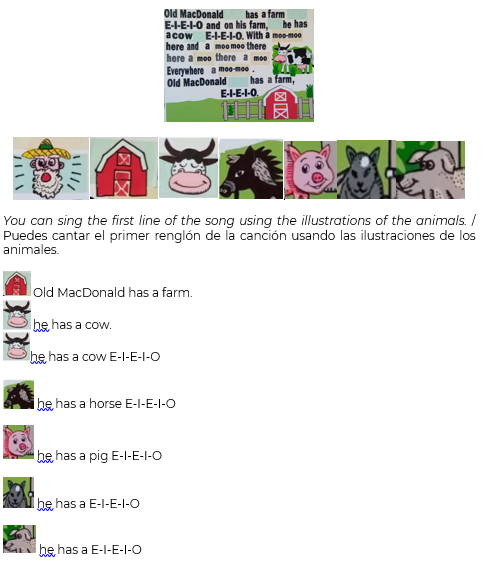 Old MacDonald has a farm
E-I-E-I-O and on his farm, he has
a cow E-I-E-I-O. With a moo-moo
here and a moo moo there
here a moo there a moo
Everywhere a moo-moo .
Old MacDonald has a farm,
E-I-E-I-O.
You can sing the first line of the song using the illustrations of the animals. /
Puedes cantar el primer renglón de la canción usando las ilustraciones de los
animales.
Old MacDonald has a farm.
he has a cow.
he has a cow E-I-E-I-O
he has a horse E-I-E-I-O
he has a pig E-I-E-I-O
he has a E-I-E-I-O
he has a E-I-E-I-O